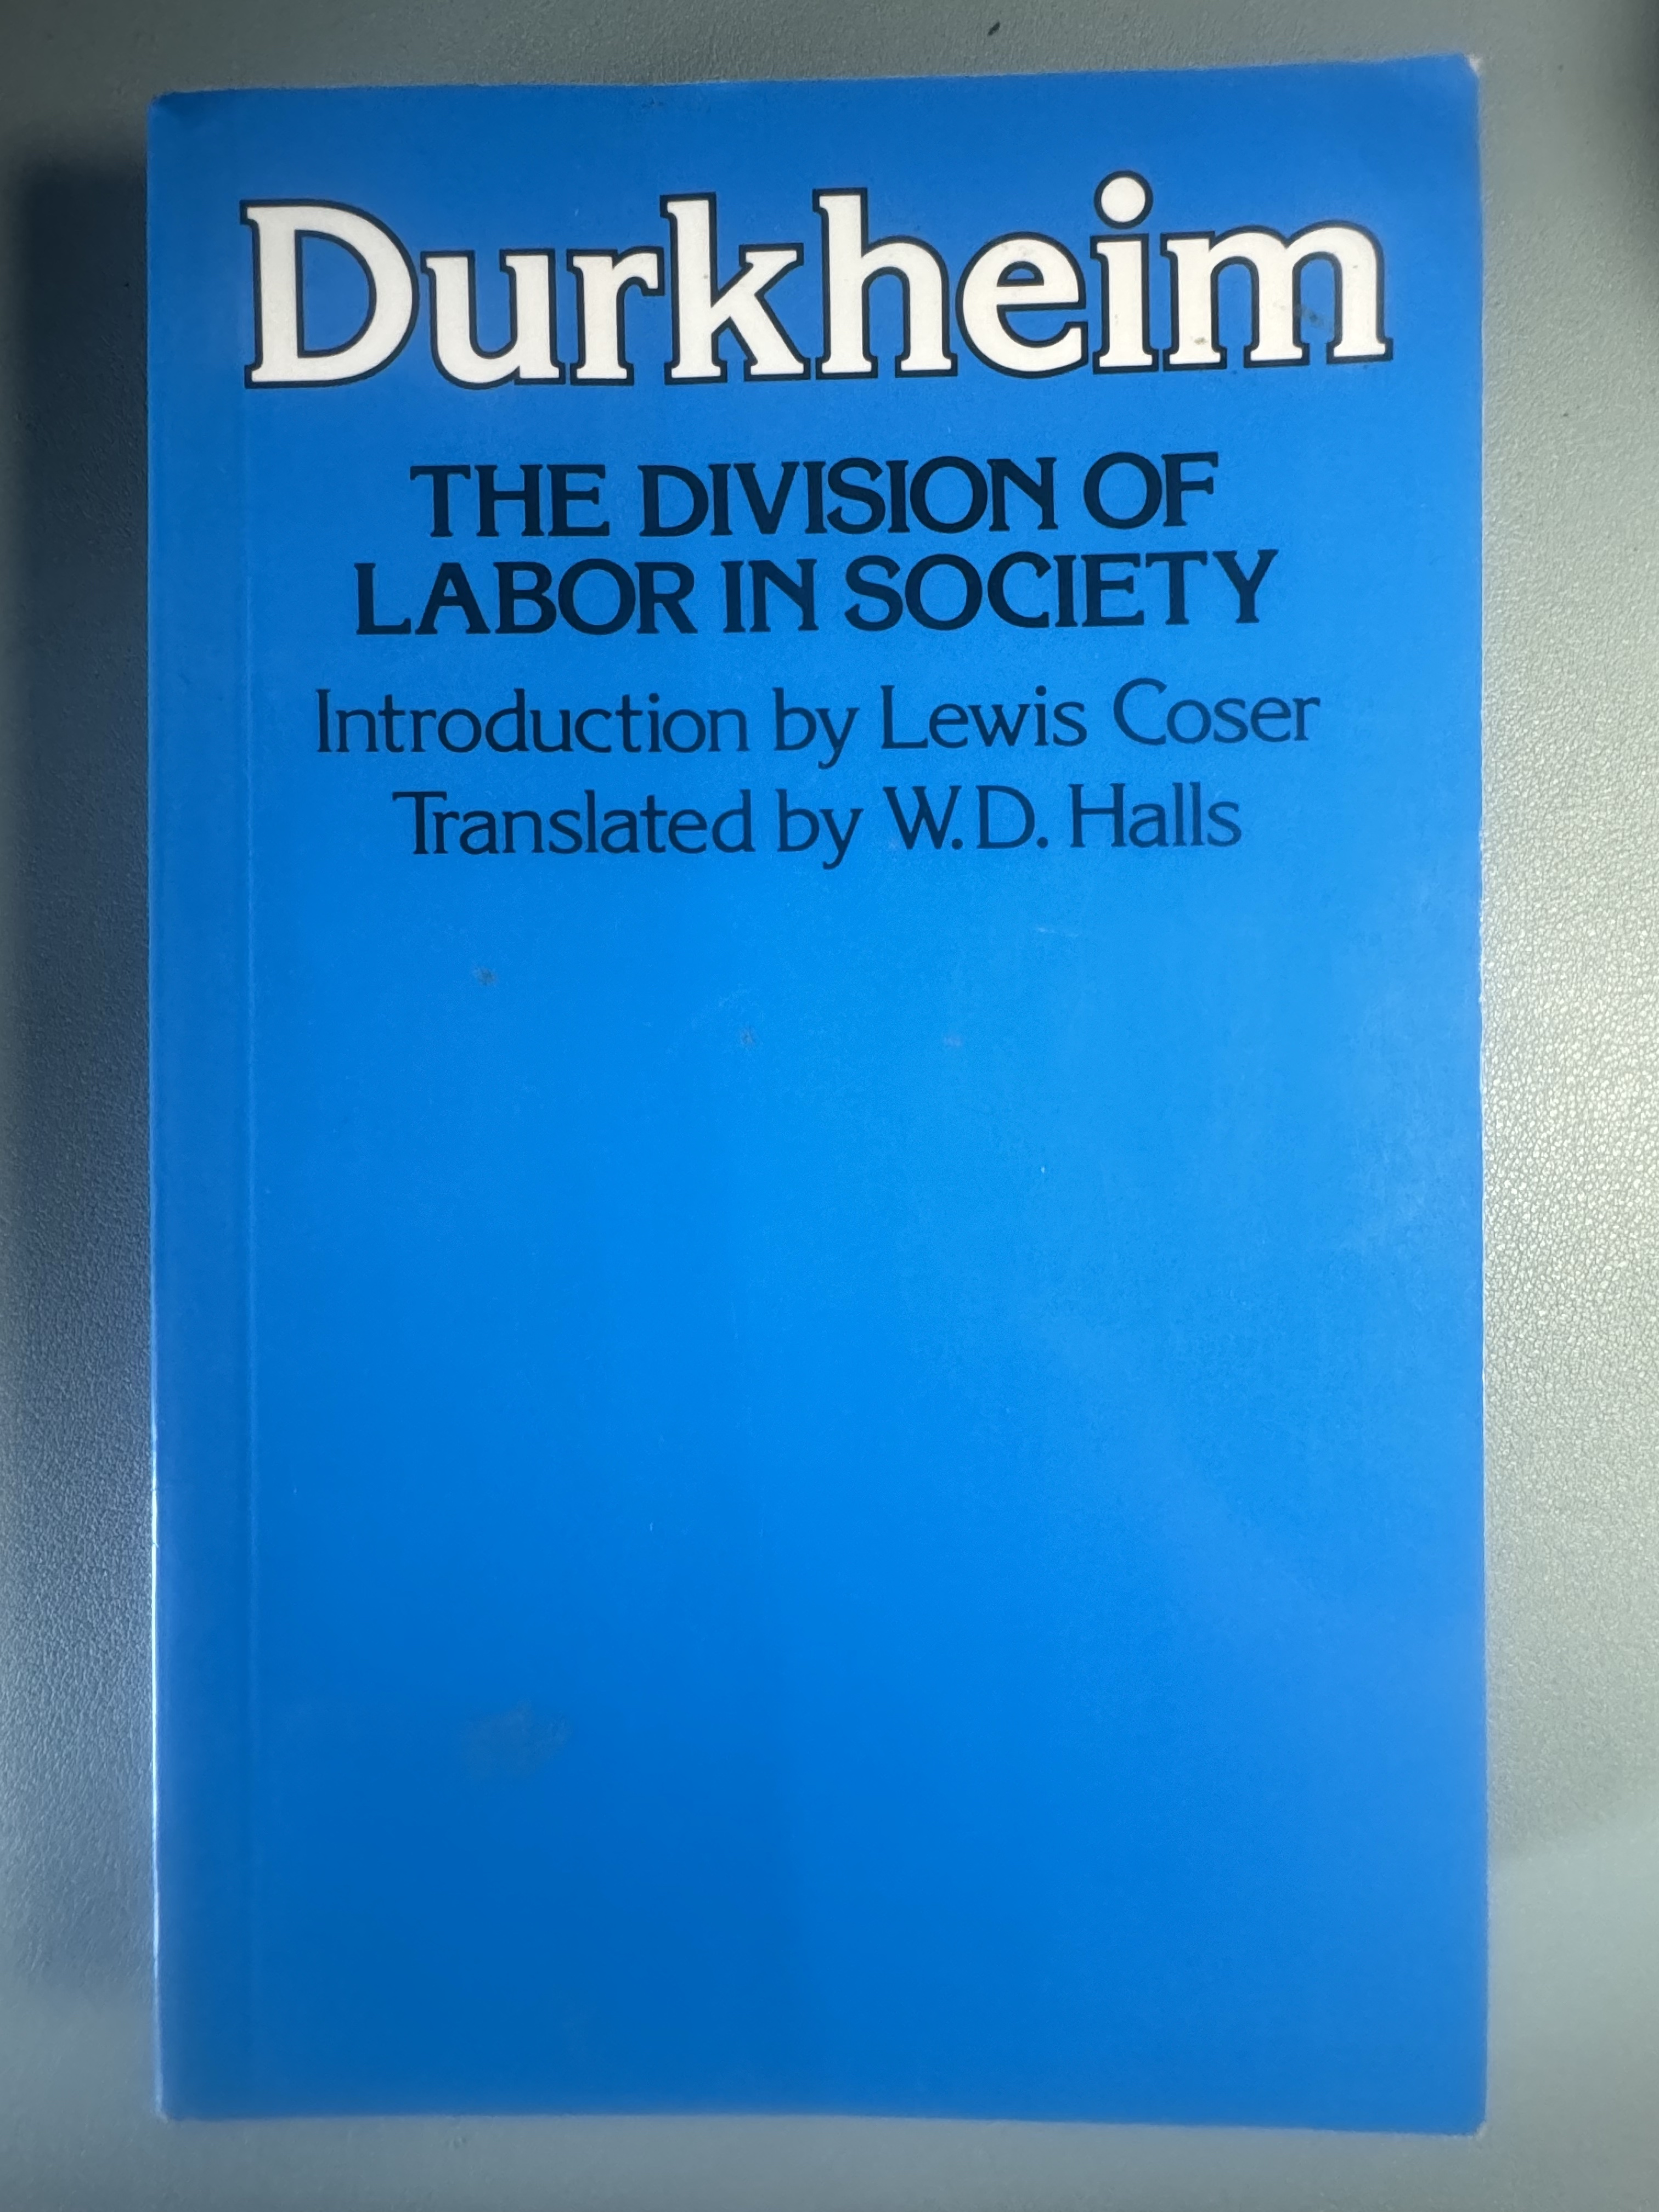 Durkheim
THE DIVISION OF
LABOR IN SOCIETY
Introduction by Lewis Coser
Translated by W.D. Halls